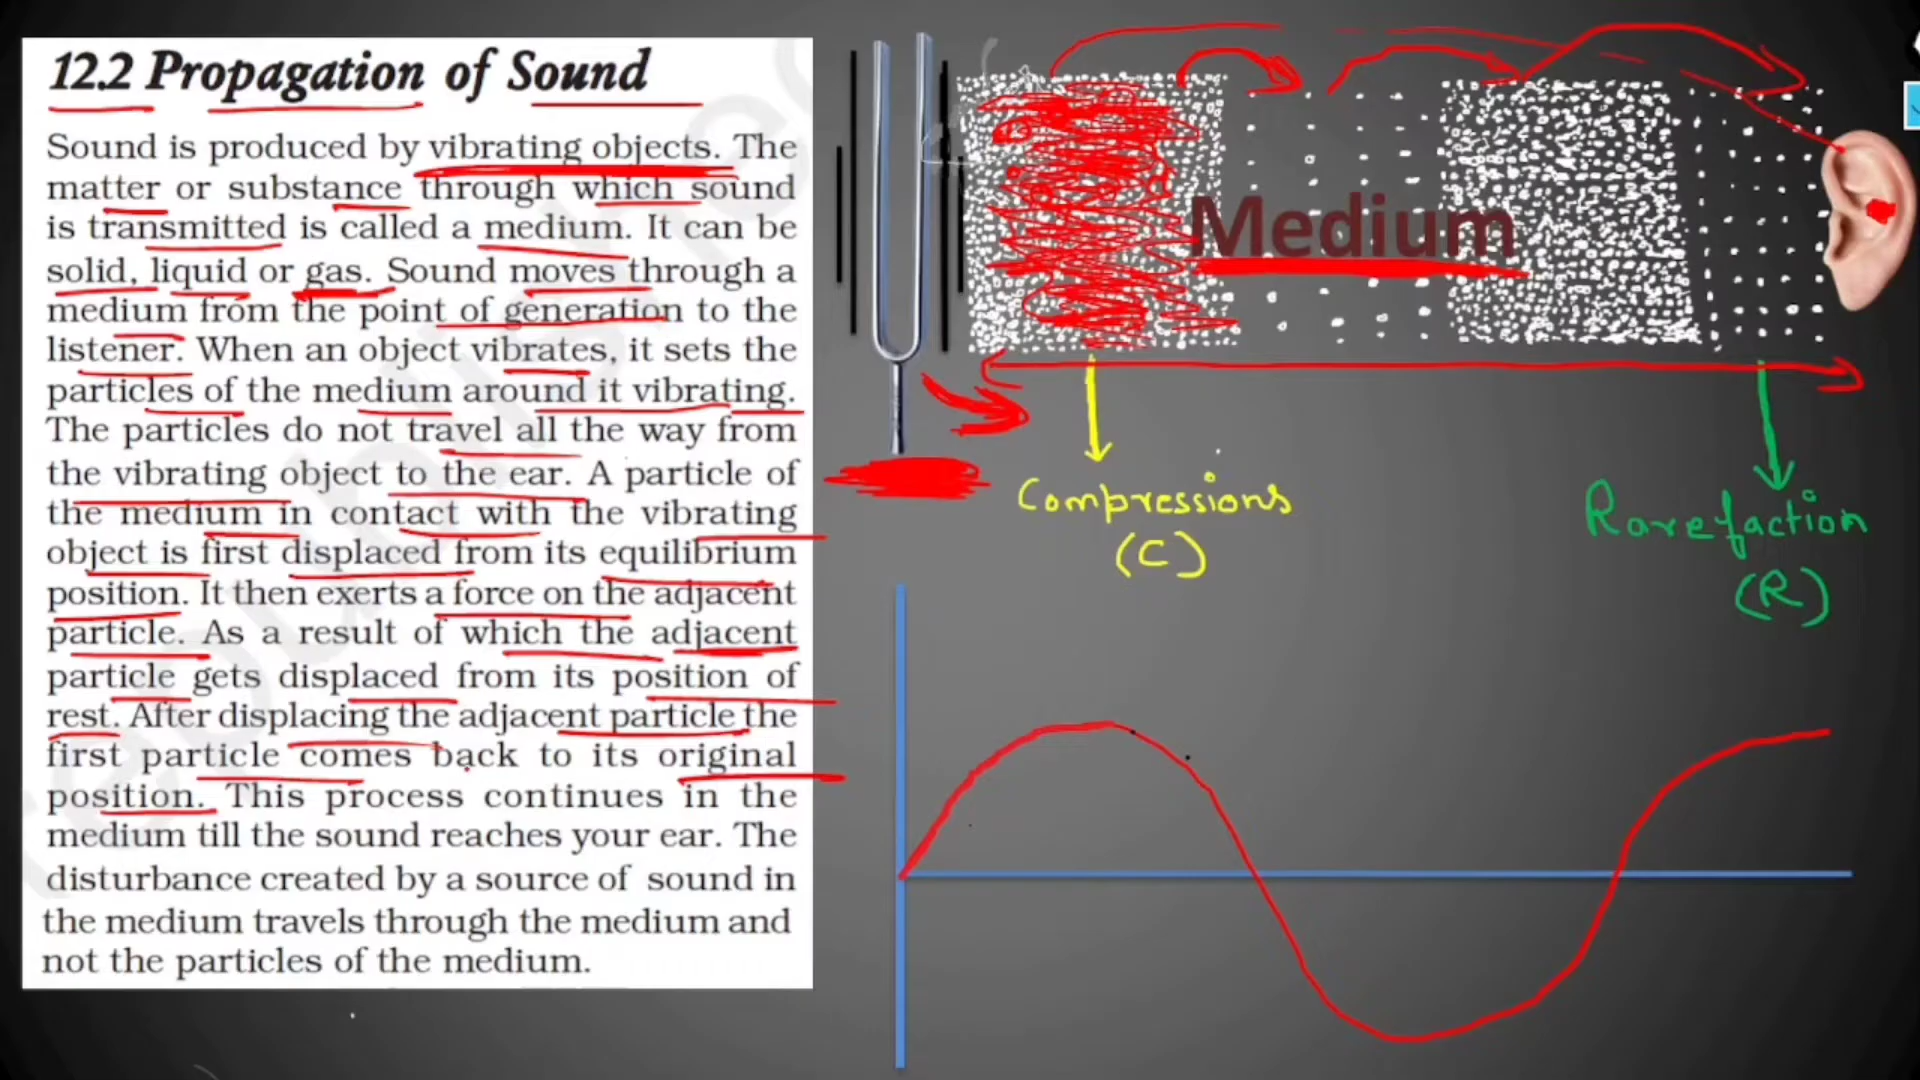 12.2 Propagation of Sound
Sound is produced by vibrating objects. The
matter or substance through which sound
is transmitted is called a medium. It can be
solid, liquid or gas. Sound moves through a
medium from the point of generation to the
listener. When an object vibrates, it sets the
particles of the medium around it vibrating.
The particles do not travel all the way from
the vibrating object to the ear. A particle of
the medium in contact with the vibrating
object is first displaced from its equilibrium
position. It then exerts a force on the adjacent
particle. As a result of which the adjacent
particle gets displaced from its position of
rest. After displacing the adjacent particle the
first particle comes back to its original
position. This process continues in the
medium till the sound reaches your ear. The
disturbance created by a source of sound in
the medium travels through the medium and
not the particles of the medium.
Medium
Compressions
(C)
Rarefaction
(R)